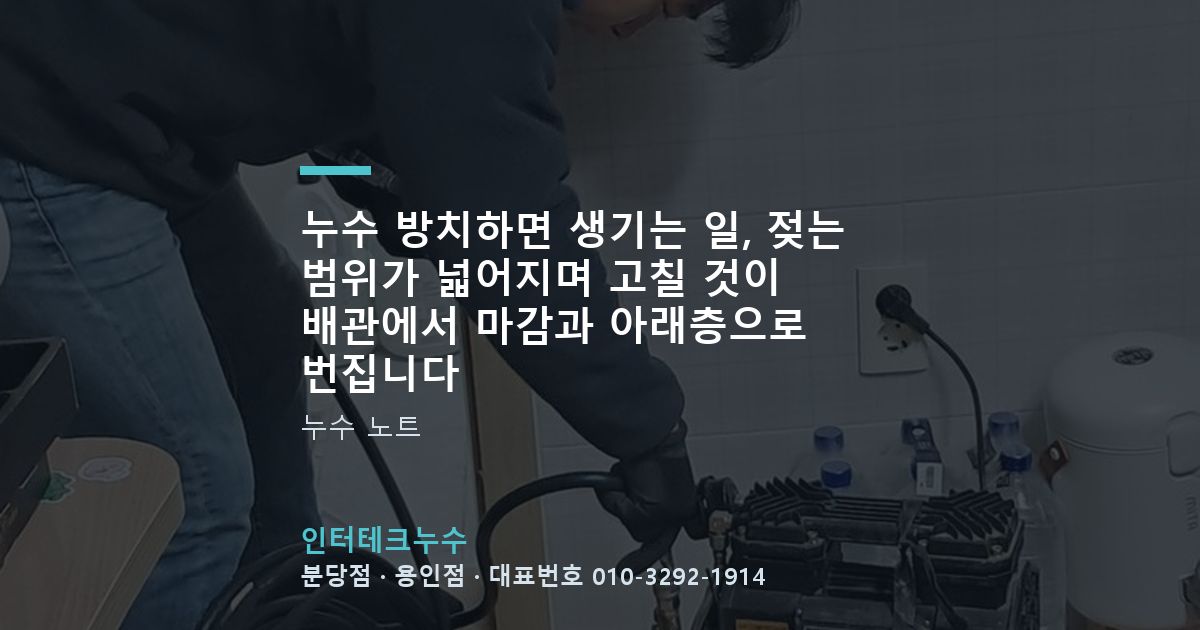 누수 방치하면 생기는 일, 젖는
범위가 넓어지며 고칠 것이
배관에서 마감과 아래층으로
번집니다
누수 노트
인터테크누수
분당점 · 용인점 · 대표번호 010-3292-1914